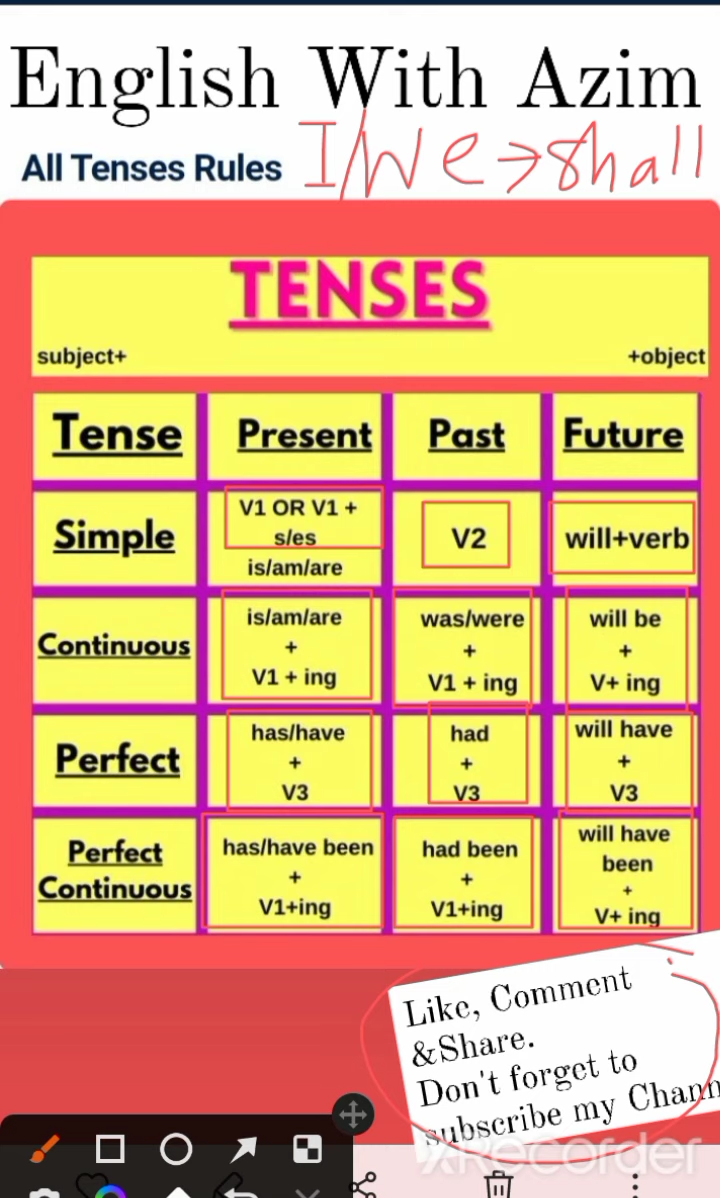 English With Azim
All Tenses Rules I/We→Shall
TENSES
subject+ +object
Tense Present Past Future
Simple
V1 OR V1 +
s/es
is/am/are
V2
will+verb
Continuous
is/am/are
+
V1 + ing
was/were
+
V1 + ing
will be
+
V+ ing
Perfect
has/have
+
V3
had
+
V3
will have
+
V3
Perfect
Continuous
has/have been
+
V1+ing
had been
+
V1+ing
will have
been
+
V+ ing
Like, Comment
&Share.
Don't forget to
subscribe my Chann
XRecorder